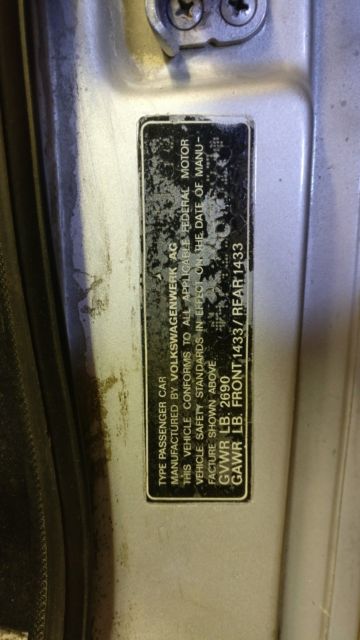 TYPE PASSENGER CAR
MANUFACTURED BY VOLKSWAGENWERK AG
THIS VEHICLE CONFORMS TO ALL APPLICABLE FEDERAL MOTOR
VEHICLE SAFETY STANDARDS IN EFFECT ON THE DATE OF MANU-
FACTURE SHOWN ABOVE.
GVWR LB. 2690
GAWR LB. FRONT 1433/REAR 1433